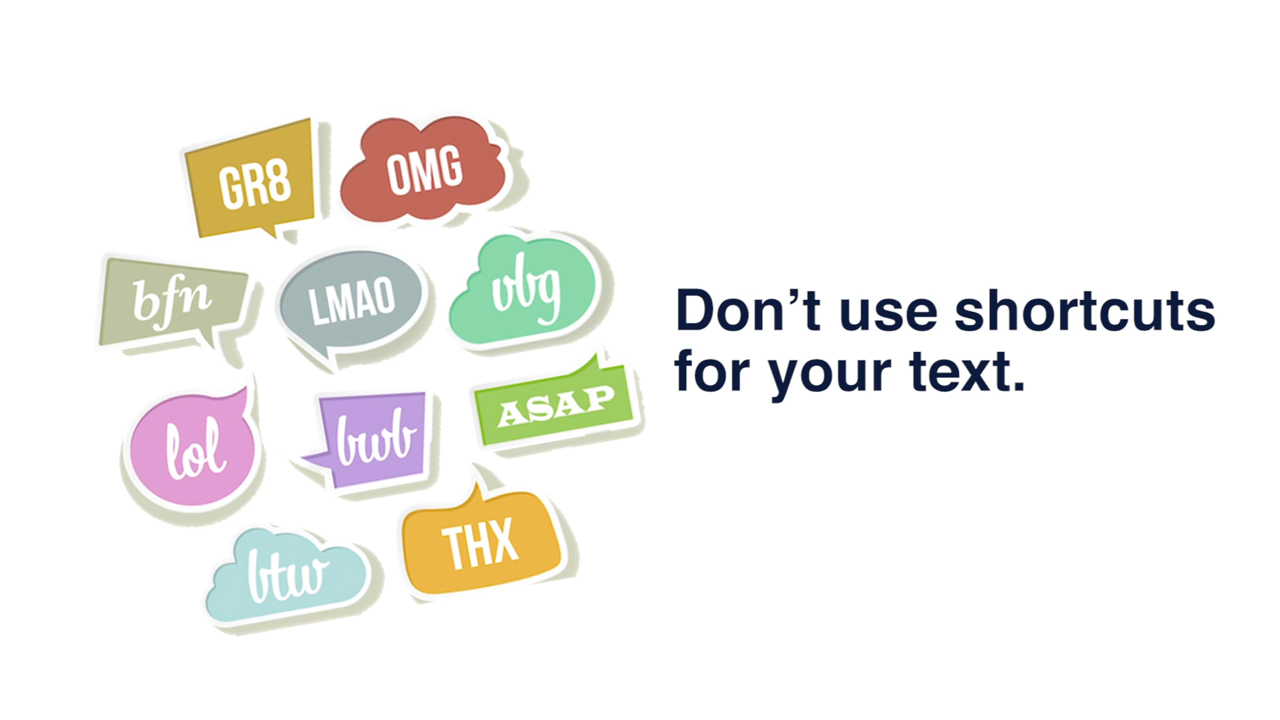 GR8
OMG
bfn
LMAO
vbg
lol
bwb
ASAP
btw
THX
Don’t use shortcuts
for your text.